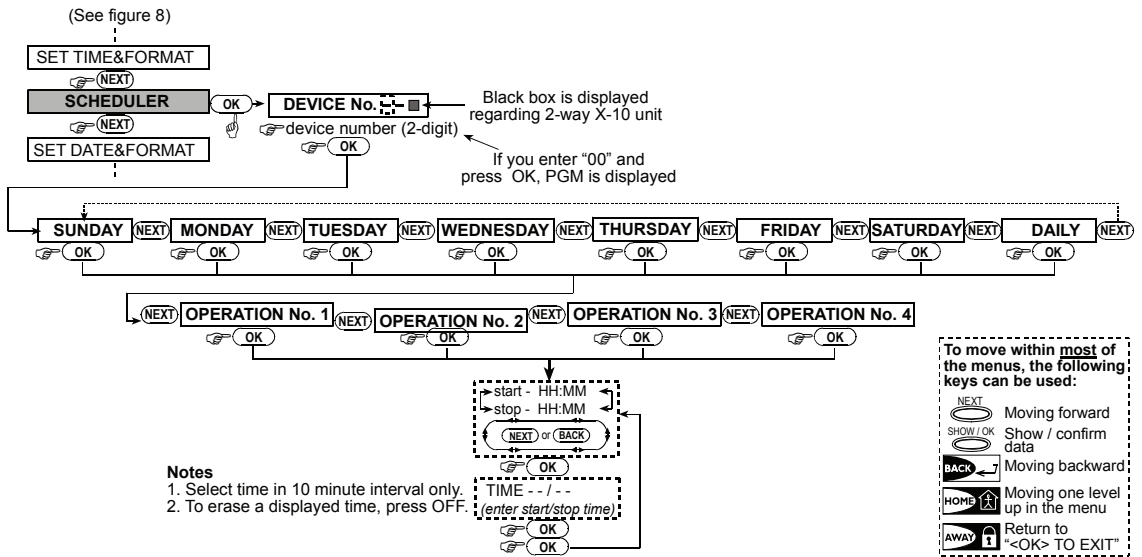 (See figure 8)
SET TIME&FORMAT
NEXT
SCHEDULER
OK
DEVICE No. - - ■
Black box is displayed
regarding 2-way X-10 unit
NEXT
device number (2-digit)
SET DATE&FORMAT
OK
If you enter “00” and
press OK, PGM is displayed
SUNDAY NEXT MONDAY NEXT TUESDAY NEXT WEDNESDAY NEXT THURSDAY NEXT FRIDAY NEXT SATURDAY NEXT DAILY NEXT
OK OK OK OK OK OK OK OK
NEXT OPERATION No. 1 NEXT OPERATION No. 2 NEXT OPERATION No. 3 NEXT OPERATION No. 4
OK OK OK OK
start - HH:MM
stop - HH:MM
NEXT or BACK
OK
TIME - - / - -
(enter start/stop time)
OK
OK
Notes
1. Select time in 10 minute interval only.
2. To erase a displayed time, press OFF.
To move within most of
the menus, the following
keys can be used:
NEXT
Moving forward
SHOW / OK
Show / confirm
data
BACK
Moving backward
HOME
Moving one level
up in the menu
AWAY
Return to
“<OK> TO EXIT”